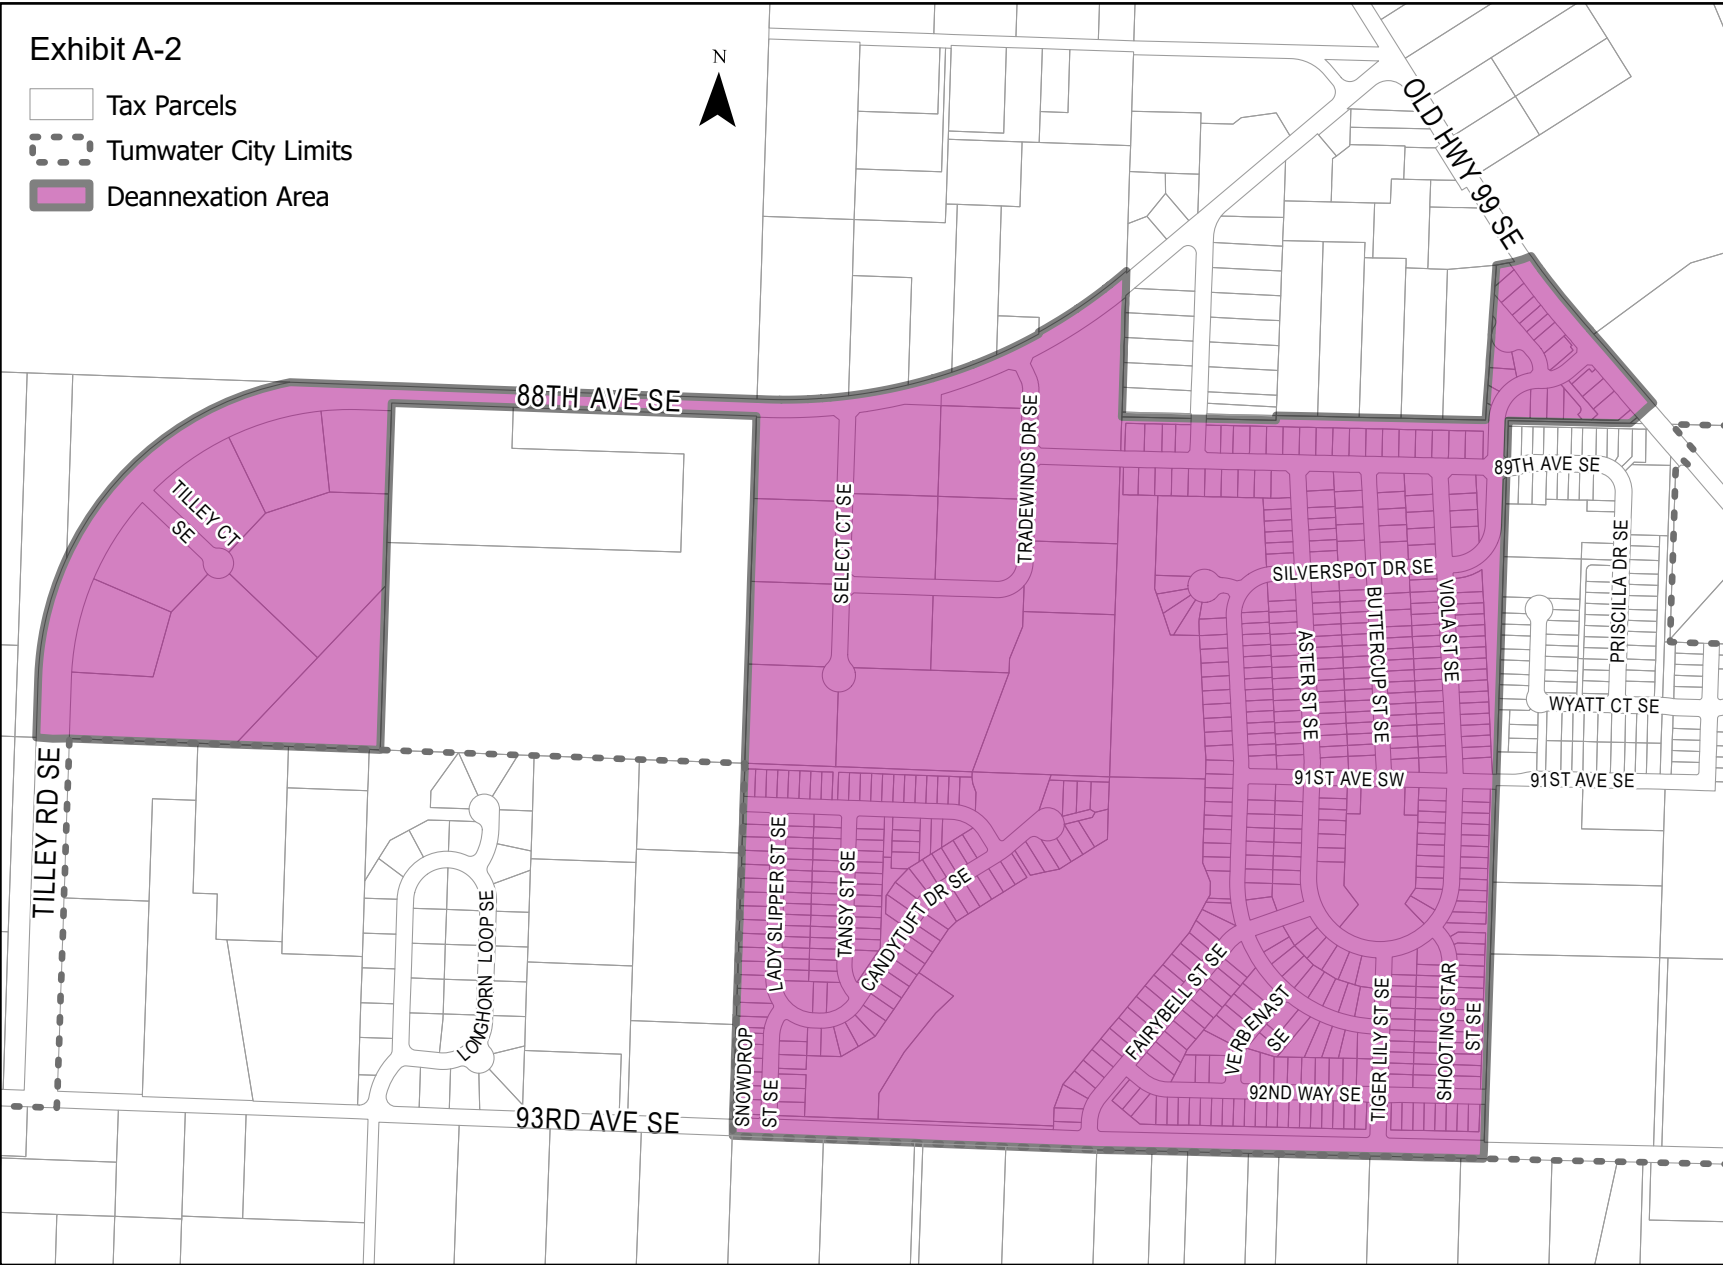 Exhibit A-2
Tax Parcels
Tumwater City Limits
Deannexation Area
N
OLD HWY 99 SE
88TH AVE SE
TILLEY CT
SE
SELECT CT SE
TRADEWINDS DR SE
89TH AVE SE
PRISCILLA DR SE
SILVERSPOT DR SE
ASTER ST SE
BUTTERCUP ST SE
VIOLA ST SE
WYATT CT SE
91ST AVE SW
91ST AVE SE
TILLEY RD SE
LONGHORN LOOP SE
LADY SLIPPER ST SE
TANSY ST SE
CANDYTUFT DR SE
FAIRYBELL ST SE
VERBENAST
SE
TIGER LILY ST SE
SHOOTING STAR
ST SE
SNOWDROP
ST SE
92ND WAY SE
93RD AVE SE